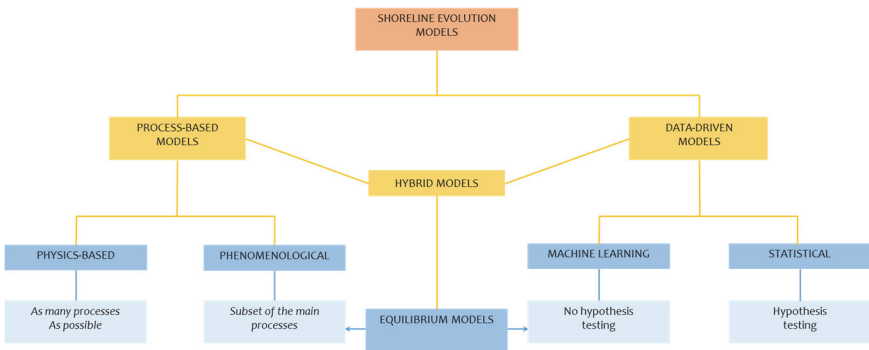 SHORELINE EVOLUTION
MODELS
PROCESS-BASED
MODELS
DATA-DRIVEN
MODELS
HYBRID MODELS
PHYSICS-BASED
PHENOMENOLOGICAL
MACHINE LEARNING
STATISTICAL
As many processes
As possible
Subset of the main
processes
EQUILIBRIUM MODELS
No hypothesis
testing
Hypothesis
testing